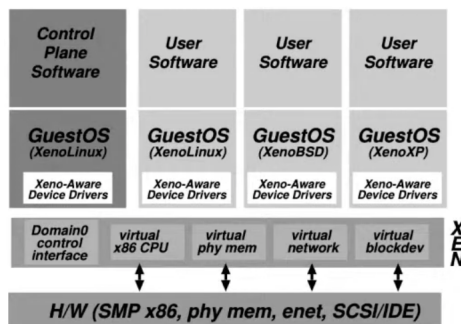 Control
Plane
Software
User
Software
User
Software
User
Software
GuestOS
(XenoLinux)
Xeno-Aware
Device Drivers
GuestOS
(XenoLinux)
Xeno-Aware
Device Drivers
GuestOS
(XenoBSD)
Xeno-Aware
Device Drivers
GuestOS
(XenoXP)
Xeno-Aware
Device Drivers
Domain0
control
interface
virtual
x86 CPU
virtual
phy mem
virtual
network
virtual
blockdev
X
E
N
H/W (SMP x86, phy mem, enet, SCSI/IDE)